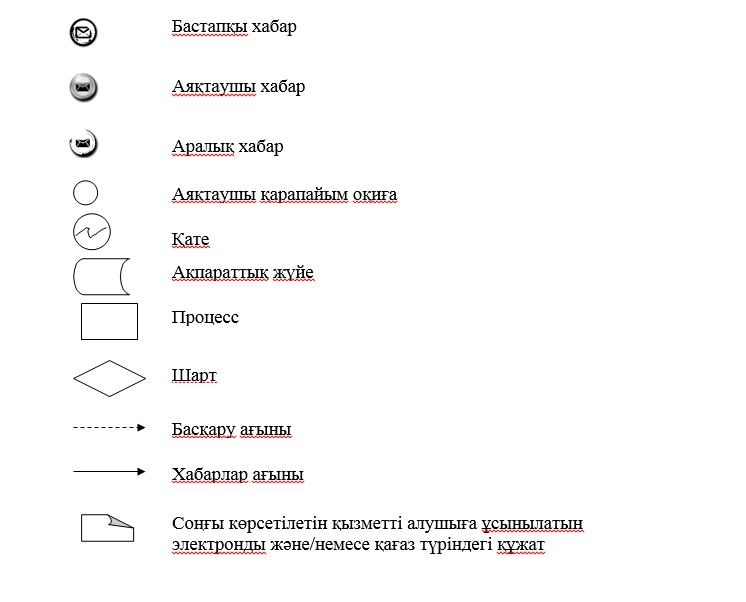 Бастапқы хабар
Аяқтаушы хабар
Аралық хабар
Аяқтаушы қарапайым оқиға
Қате
Ақпараттық жүйе
Процесс
Шарт
Басқару ағыны
Хабарлар ағыны
Соңғы көрсетілетін қызметті алушыға ұсынылатын
электронды және/немесе қағаз түріндегі құжат